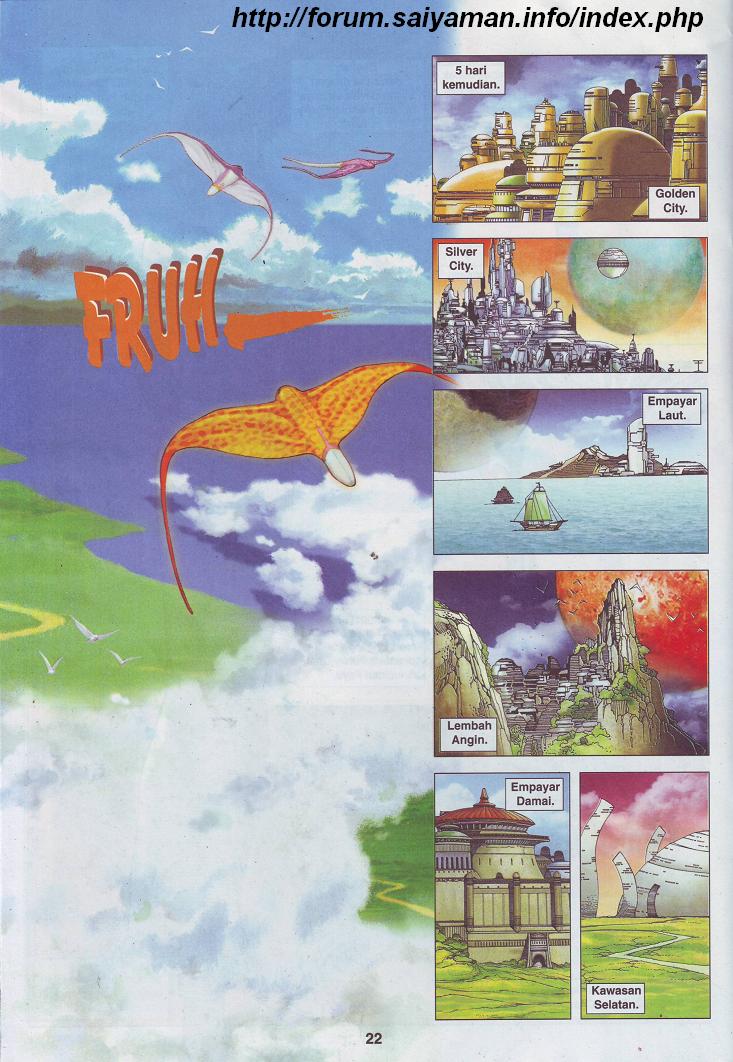 http://forum.saiyaman.info/index.php
FRUH
5 hari
kemudian.
Golden
City.
Silver
City.
Empayar
Laut.
Lembah
Angin.
Empayar
Damai.
Kawasan
Selatan.
22